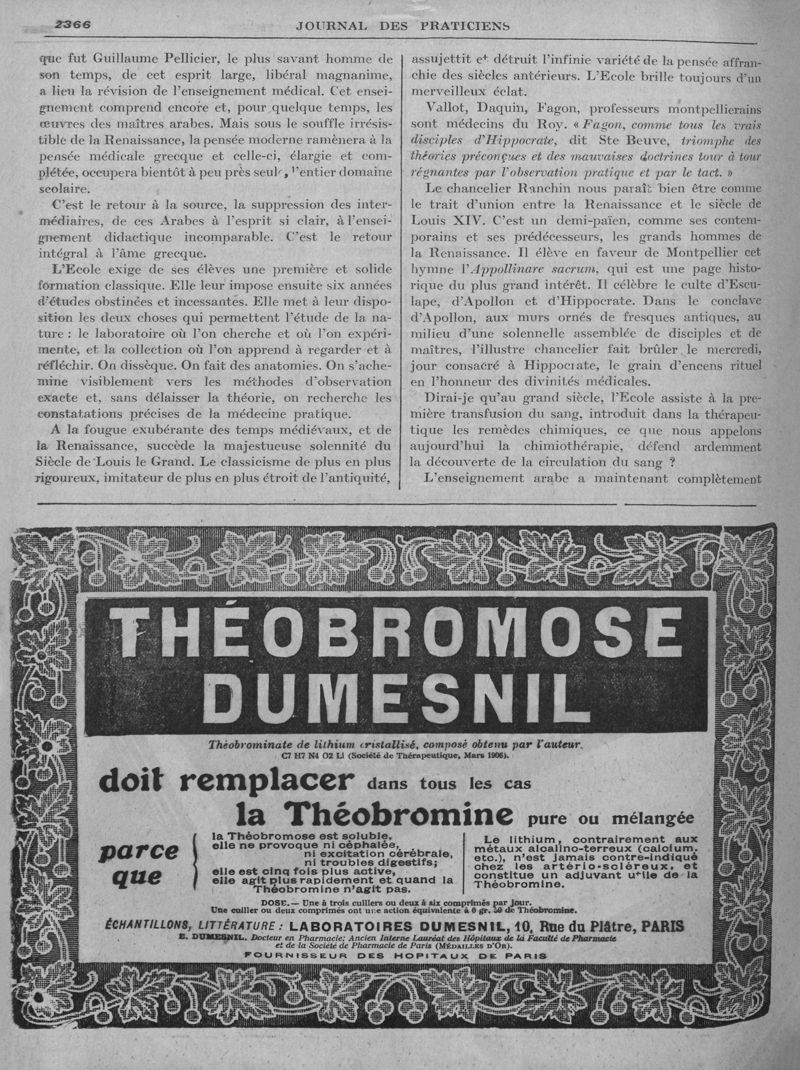 2366
JOURNAL DES PRATICIENS
que fut Guillaume Pellicier, le plus savant homme de
son temps, de cet esprit large, libéral magnanime,
a lieu la révision de l'enseignement médical. Cet ensei-
gnement comprend encore et, pour quelque temps, les
œuvres des maîtres arabes. Mais sous le souffle irrésis-
tible de la Renaissance, la pensée moderne ramènera à la
pensée médicale grecque et celle-ci, élargie et com-
plétée, occupera bientôt à peu près seule, l'entier domaine
scolaire.
C'est le retour à la source, la suppression des inter-
médiaires, de ces Arabes à l'esprit si clair, à l'ensei-
gnement didactique incomparable. C'est le retour
intégral à l'âme grecque.
L'Ecole exige de ses élèves une première et solide
formation classique. Elle leur impose ensuite six années
d'études obstinées et incessantes. Elle met à leur dispo-
sition les deux choses qui permettent l'étude de la na-
ture : le laboratoire où l'on cherche et où l'on expéri-
mente, et la collection où l'on apprend à regarder et à
réfléchir. On dissèque. On fait des anatomies. On s'ache-
mine visiblement vers les méthodes d'observation
exacte et, sans délaisser la théorie, on recherche les
constatations précises de la médecine pratique.
A la fougue exubérante des temps médiévaux, et de
la Renaissance, succède la majestueuse solennité du
Siècle de Louis le Grand. Le classicisme de plus en plus
rigoureux, imitateur de plus en plus étroit de l'antiquité,
assujettit et détruit l'infinie variété de la pensée affran-
chie des siècles antérieurs. L'Ecole brille toujours d'un
merveilleux éclat.
Vallot, Daquin, Fagon, professeurs montpellierains
sont médecins du Roy. « Fagon, comme tous les vrais
disciples d'Hippocrate, dit Ste Beuve, triomphe des
théories préconçues et des mauvaises doctrines tour à tour
régnantes par l'observation pratique et par le tact. »
Le chancelier Ranchin nous paraît bien être comme
le trait d'union entre la Renaissance et le siècle de
Louis XIV. C'est un demi-païen, comme ses contem-
porains et ses prédécesseurs, les grands hommes de
la Renaissance. Il élève en faveur de Montpellier cet
hymne l'Appollinare sacrum, qui est une page histo-
rique du plus grand intérêt. Il célèbre le culte d'Escu-
lape, d'Apollon et d'Hippocrate. Dans le conclave
d'Apollon, aux murs ornés de fresques antiques, au
milieu d'une solennelle assemblée de disciples et de
maîtres, l'illustre chancelier fait brûler le mercredi,
jour consacré à Hippocrate, le grain d'encens rituel
en l'honneur des divinités médicales.
Dirai-je qu'au grand siècle, l'Ecole assiste à la pre-
mière transfusion du sang, introduit dans la thérapeu-
tique les remèdes chimiques, ce que nous appelons
aujourd'hui la chimiothérapie, défend ardemment
la découverte de la circulation du sang ?
L'enseignement arabe a maintenant complètement
THÉOBROMOSE
DUMESNIL
Théobrominate de lithium cristallisé, composé obtenu par l'auteur.
C7 H7 N4 O2 Li (Société de Thérapeutique, Mars 1906).
doit remplacer dans tous les cas
la Théobromine pure ou mélangée
parce
que
la Théobromose est soluble,
elle ne provoque ni céphalée,
ni excitation cérébrale,
ni troubles digestifs;
elle est cinq fois plus active,
elle agit plus rapidement et quand la
Théobromine n'agit pas.
Le lithium, contrairement aux
métaux alcalino-terreux (calcium,
etc.), n'est jamais contre-indiqué
chez les artério-scléreux, et
constitue un adjuvant utile de la
Théobromine.
DOSE. — Une à trois cuillers ou deux à six comprimés par jour.
Une cuiller ou deux comprimés ont une action équivalente à 0 gr. 50 de Théobromine.
ÉCHANTILLONS, LITTÉRATURE : LABORATOIRES DUMESNIL, 10, Rue du Plâtre, PARIS
E. DUMESNIL, Docteur en Pharmacie; Ancien Interne Lauréat des Hôpitaux de la Faculté de Pharmacie
et de la Société de Pharmacie de Paris (MÉDAILLES D'OR).
FOURNISSEUR DES HOPITAUX DE PARIS